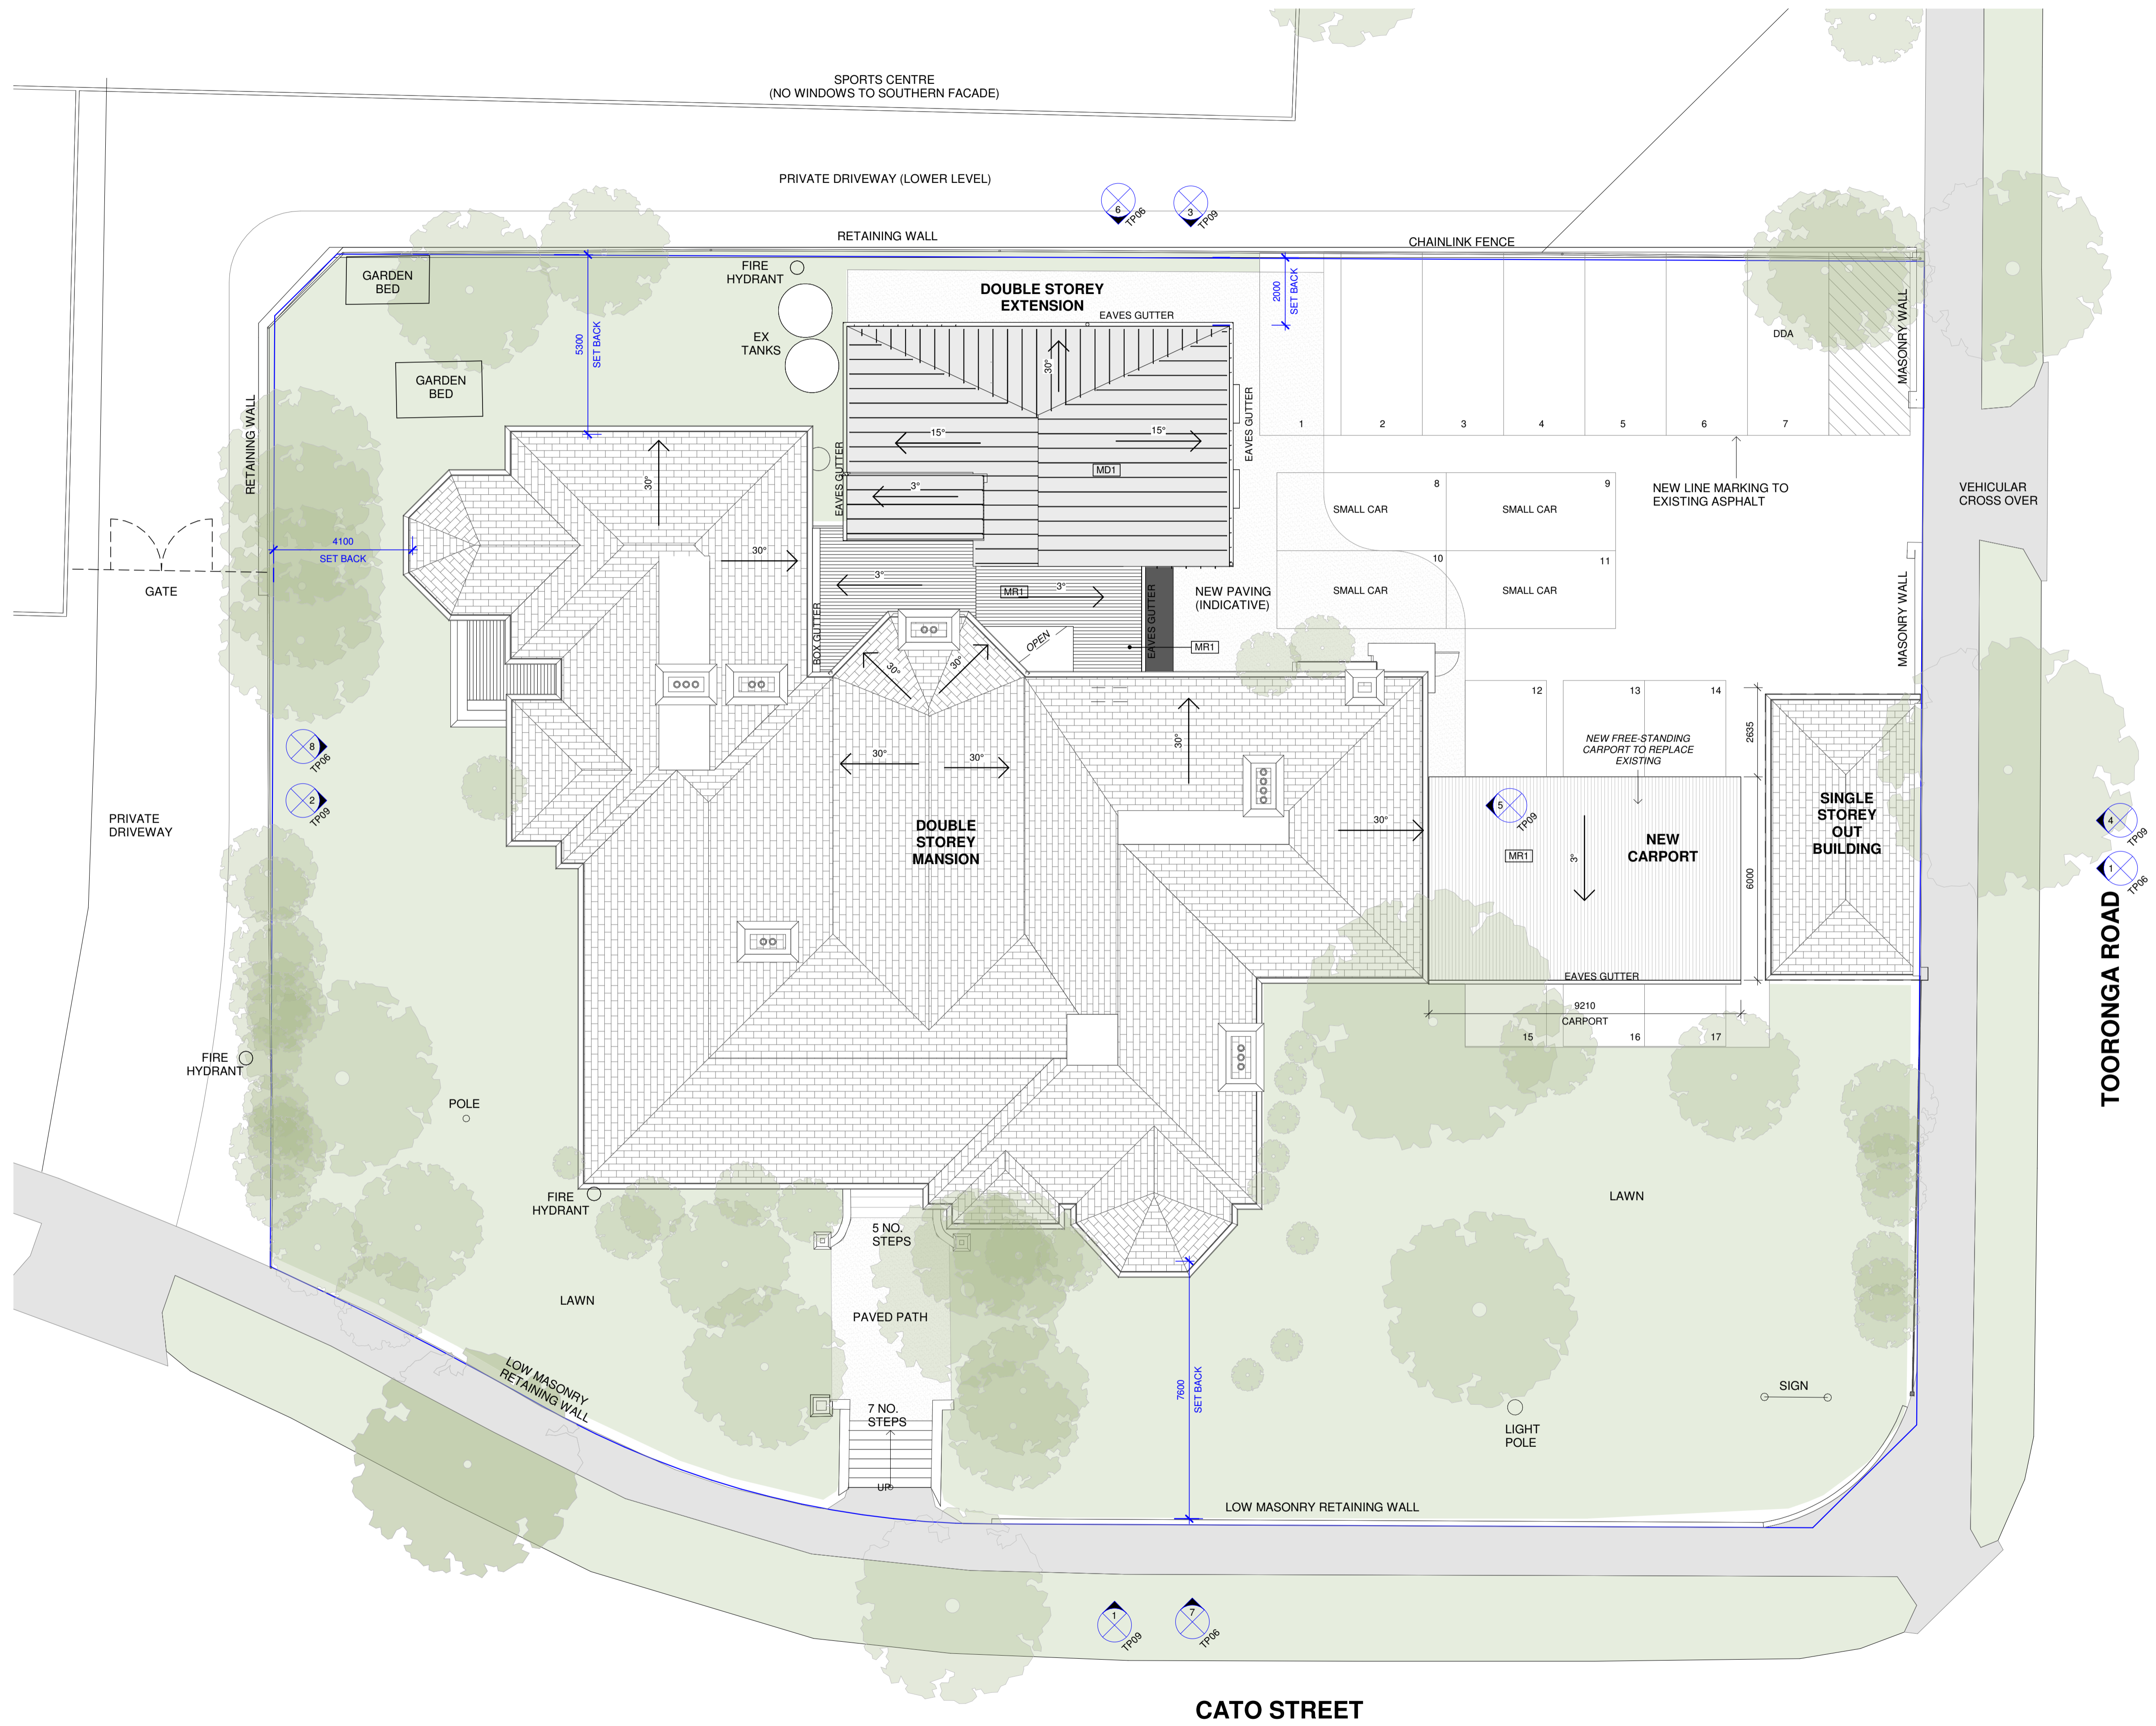 SPORTS CENTRE
(NO WINDOWS TO SOUTHERN FACADE)
PRIVATE DRIVEWAY (LOWER LEVEL)
6
TP06
3
TP09
RETAINING WALL
CHAINLINK FENCE
GARDEN
BED
FIRE
HYDRANT
DOUBLE STOREY
EXTENSION
EAVES GUTTER
2000
SET BACK
MASONRY WALL
5300
SET BACK
EX
TANKS
DDA
30°
GARDEN
BED
RETAINING WALL
EAVES GUTTER
1
2
3
4
5
6
7
15°
15°
MD1
EAVES GUTTER
30°
3°
8
9
SMALL CAR
SMALL CAR
NEW LINE MARKING TO
EXISTING ASPHALT
VEHICULAR
CROSS OVER
4100
SET BACK
30°
10
11
GATE
3°
MR1
3°
NEW PAVING
(INDICATIVE)
SMALL CAR
SMALL CAR
BOX GUTTER
EAVES GUTTER
MASONRY WALL
OPEN
MR1
30°
30°
12
13
14
8
TP06
30°
30°
30°
2635
NEW FREE-STANDING
CARPORT TO REPLACE
EXISTING
2
TP09
5
TP09
SINGLE
STOREY
OUT
BUILDING
4
TP09
PRIVATE
DRIVEWAY
DOUBLE
STOREY
MANSION
30°
MR1
3°
NEW
CARPORT
6000
1
TP06
TOORONGA ROAD
EAVES GUTTER
9210
CARPORT
15
16
17
FIRE
HYDRANT
POLE
FIRE
HYDRANT
LAWN
5 NO.
STEPS
LAWN
PAVED PATH
LOW MASONRY
RETAINING WALL
7600
SET BACK
SIGN
7 NO.
STEPS
LIGHT
POLE
UP
LOW MASONRY RETAINING WALL
1
TP09
7
TP06
CATO STREET